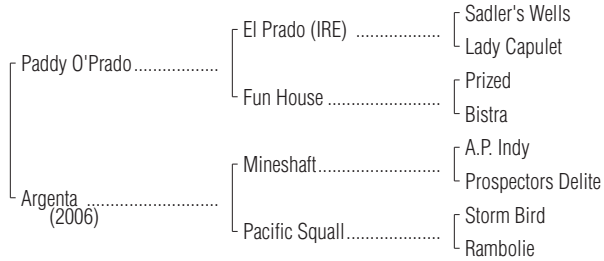 Sadler's Wells
El Prado (IRE) ..................
Lady Capulet
Paddy O'Prado..................
Prized
Fun House ........................
Bistra
A.P. Indy
Mineshaft..........................
Prospectors Delite
Argenta ............................
(2006)
Storm Bird
Pacific Squall....................
Rambolie